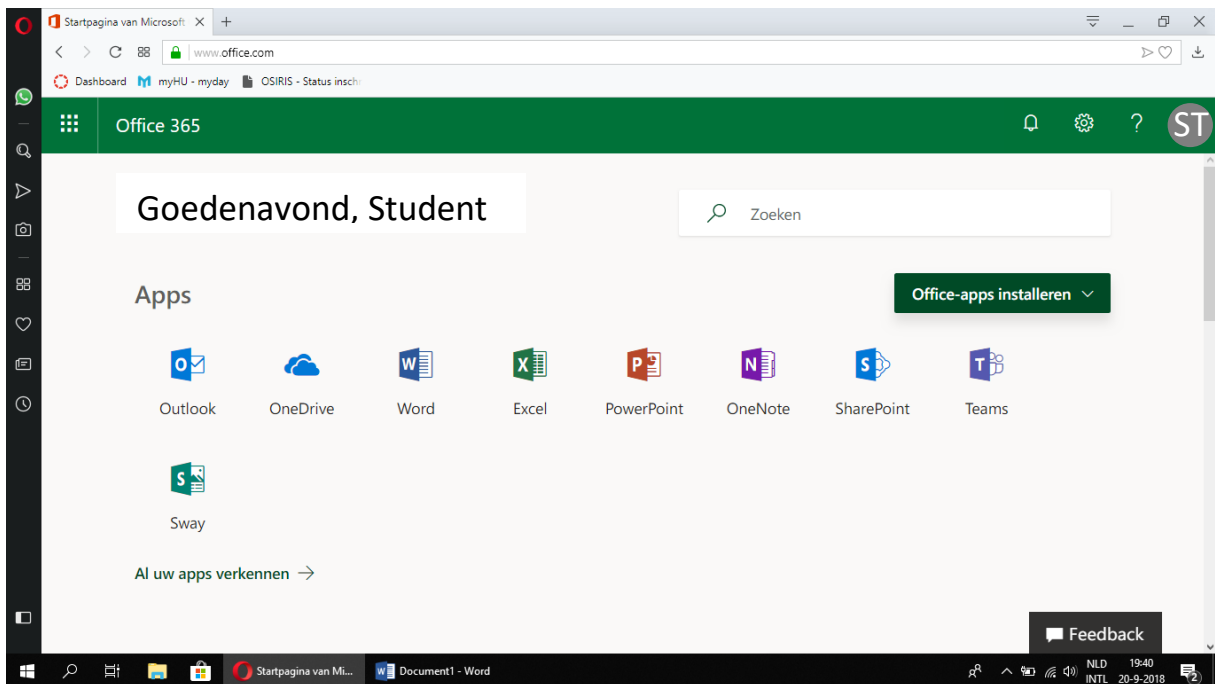 Startpagina van Microsoft
www.office.com
Dashboard myHU - myday OSIRIS - Status insch
Office 365 ? ST
Goedenavond, Student
Zoeken
Apps
Office-apps installeren
Outlook OneDrive Word Excel PowerPoint OneNote SharePoint Teams
Sway
Al uw apps verkennen
Feedback
Startpagina van Mi... Document1 - Word
NLD 19:40
INTL 20-9-2018 2